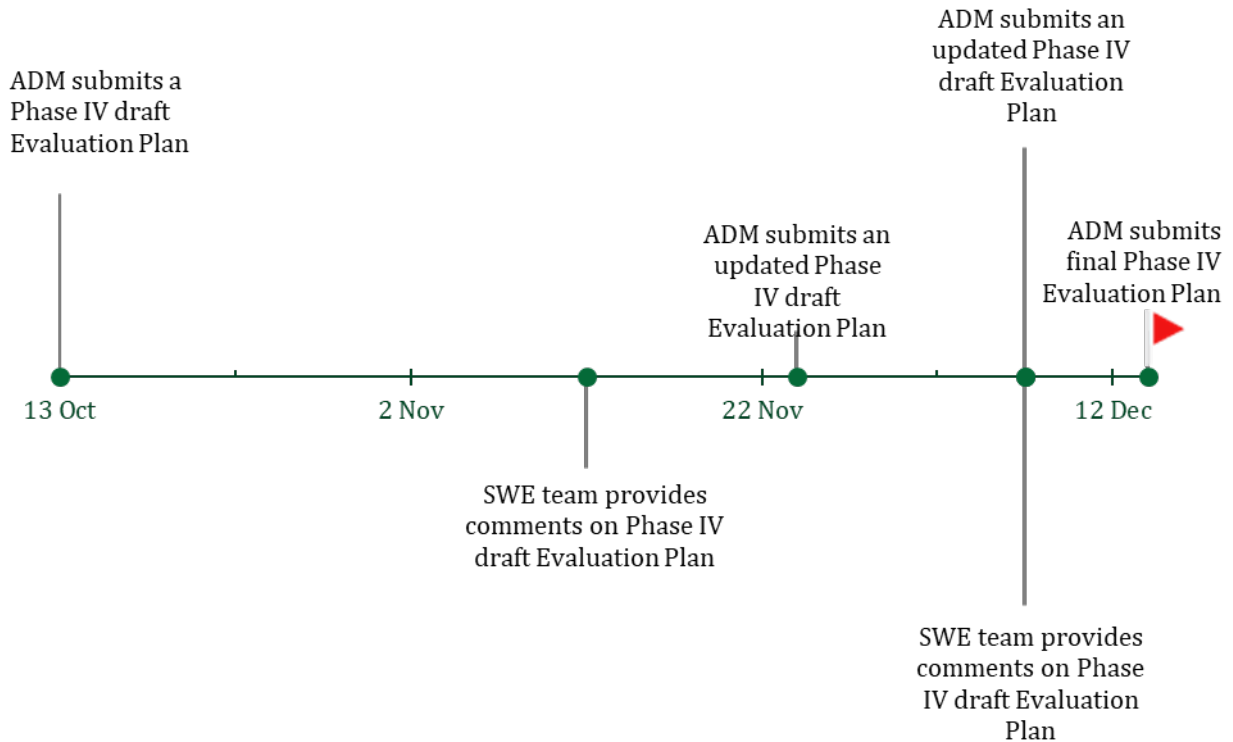 ADM submits a
Phase IV draft
Evaluation Plan
ADM submits an
updated Phase IV
draft Evaluation
Plan
ADM submits an
updated Phase
IV draft
Evaluation Plan
ADM submits
final Phase IV
Evaluation Plan
13 Oct
2 Nov
22 Nov
12 Dec
SWE team provides
comments on Phase IV
draft Evaluation Plan
SWE team provides
comments on Phase
IV draft Evaluation
Plan